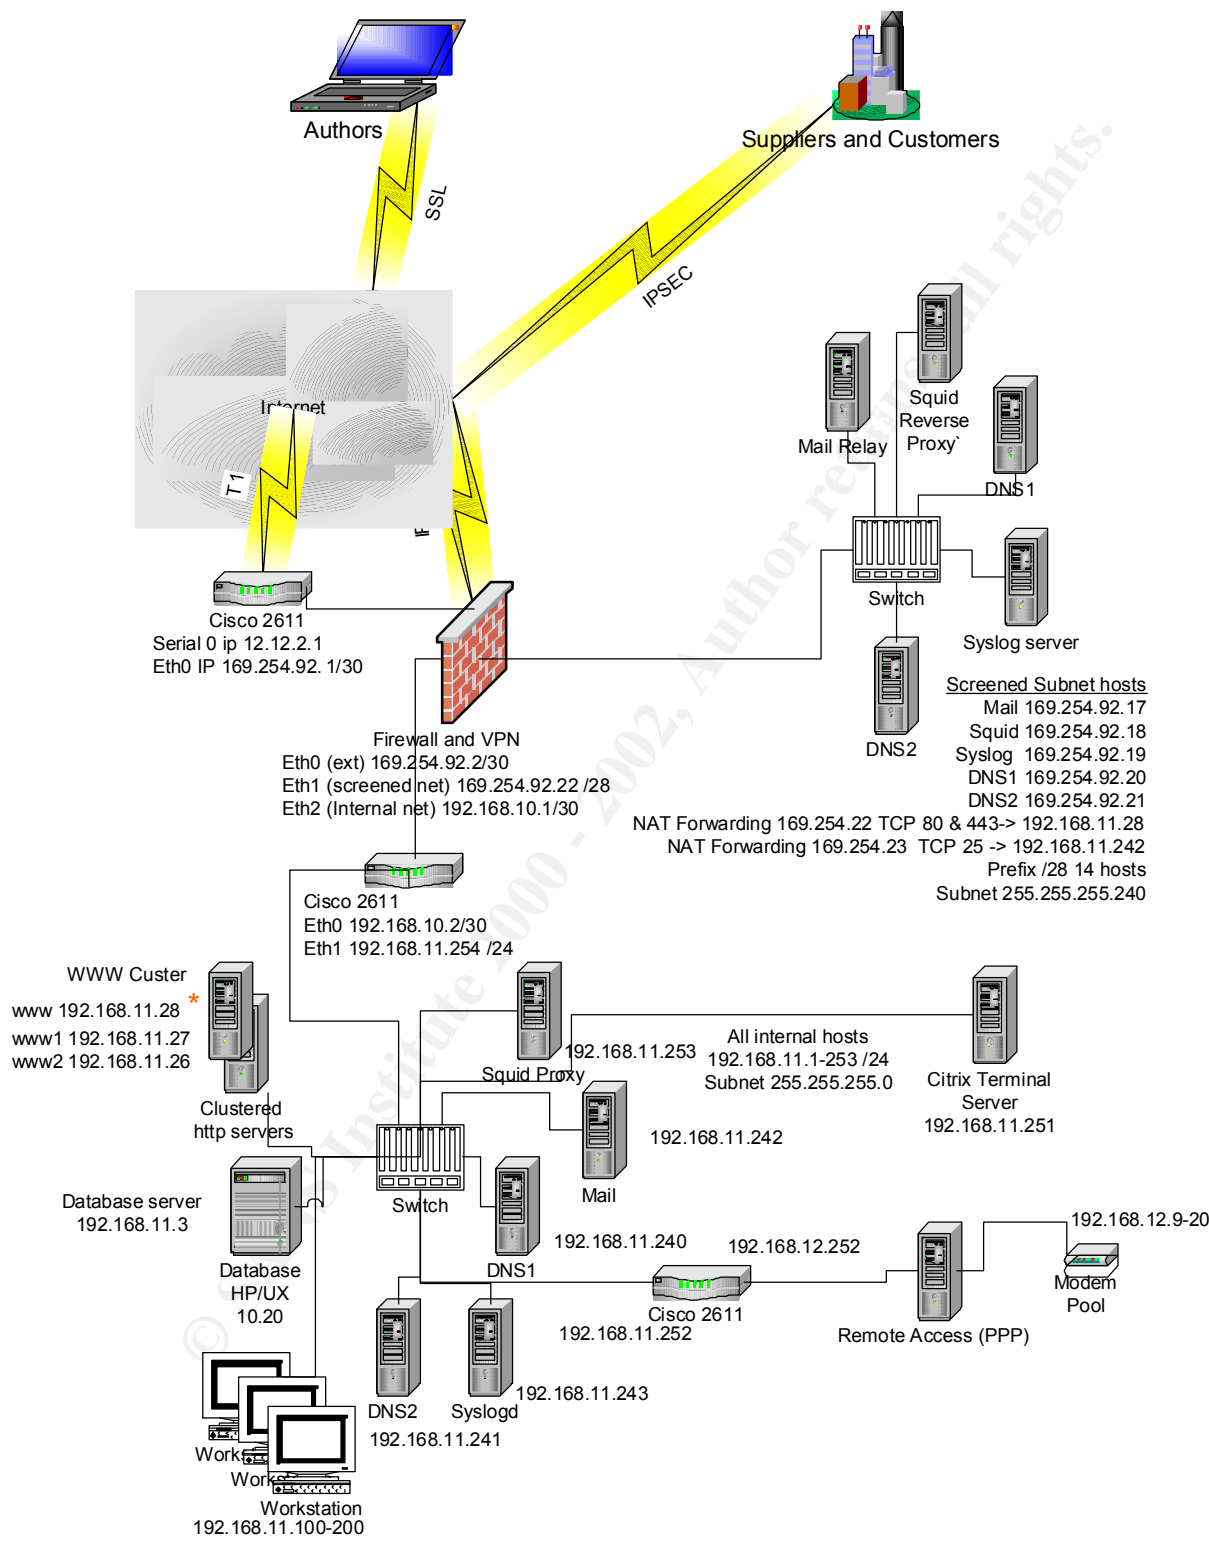 Authors
Suppliers and Customers
SSL
IPSEC
Internet
T 1
Mail Relay
Squid
Reverse
Proxy`
DNS1
Switch
Syslog server
DNS2
Cisco 2611
Serial 0 ip 12.12.2.1
Eth0 IP 169.254.92. 1/30
Firewall and VPN
Eth0 (ext) 169.254.92.2/30
Eth1 (screened net) 169.254.92.22 /28
Eth2 (Internal net) 192.168.10.1/30
Screened Subnet hosts
Mail 169.254.92.17
Squid 169.254.92.18
Syslog 169.254.92.19
DNS1 169.254.92.20
DNS2 169.254.92.21
NAT Forwarding 169.254.22 TCP 80 & 443-> 192.168.11.28
NAT Forwarding 169.254.23 TCP 25 -> 192.168.11.242
Prefix /28 14 hosts
Subnet 255.255.255.240
Cisco 2611
Eth0 192.168.10.2/30
Eth1 192.168.11.254 /24
WWW Custer
www 192.168.11.28 *
www1 192.168.11.27
www2 192.168.11.26
Clustered
http servers
192.168.11.253
Squid Proxy
All internal hosts
192.168.11.1-253 /24
Subnet 255.255.255.0
Citrix Terminal
Server
192.168.11.251
192.168.11.242
Mail
Switch
Database server
192.168.11.3
Database
HP/UX
10.20
192.168.11.240
DNS1
192.168.12.252
192.168.12.9-20
Modem
Pool
Cisco 2611
192.168.11.252
Remote Access (PPP)
DNS2
192.168.11.241
Syslogd
192.168.11.243
Works
Work
Workstation
192.168.11.100-200
© SANS Institute 2000 - 2002, Author retains full rights.